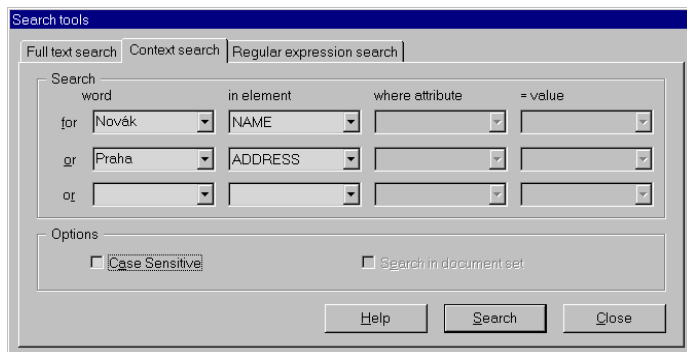 Search tools
Full text search Context search Regular expression search
Search
word in element where attribute = value
for Novák NAME
or Praha ADDRESS
or
Options
Case Sensitive Search in document set
Help Search Close